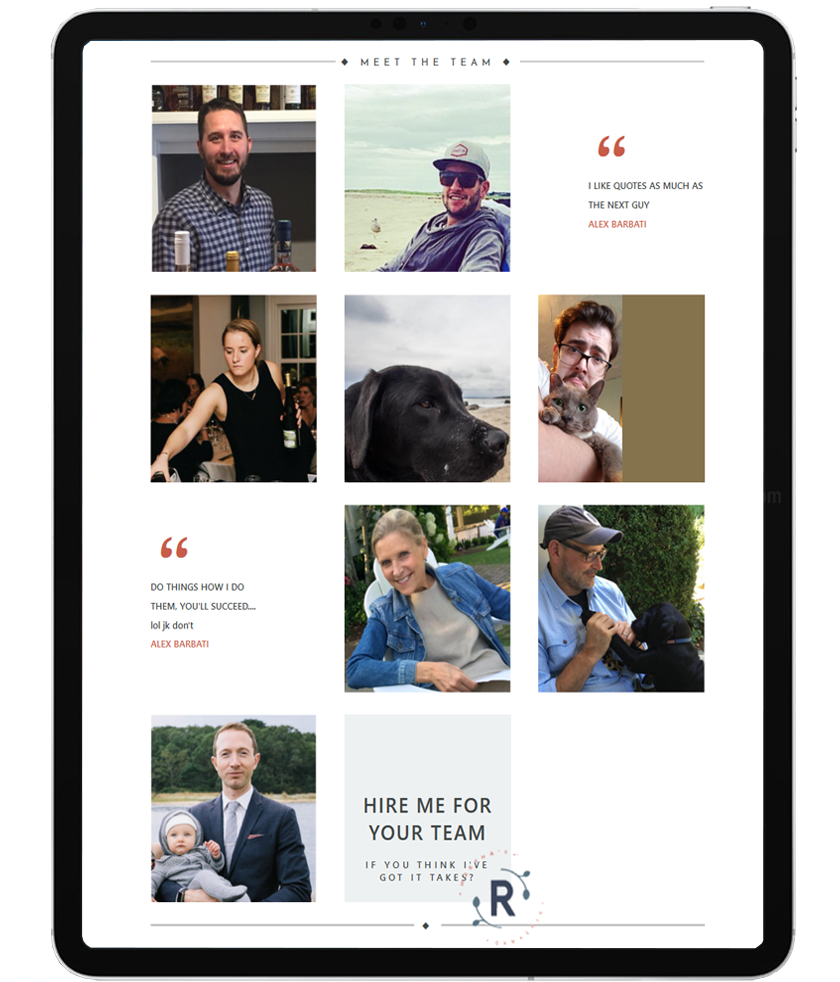 MEET THE TEAM
“
I LIKE QUOTES AS MUCH AS
THE NEXT GUY
ALEX BARBATI
“
DO THINGS HOW I DO
THEM, YOU'LL SUCCEED....
lol jk don't
ALEX BARBATI
HIRE ME FOR
YOUR TEAM
IF YOU THINK I'VE
GOT IT TAKES?
R
om